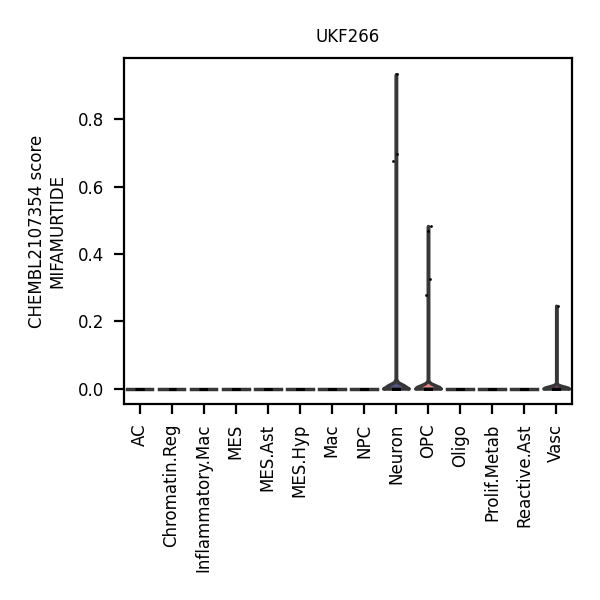 UKF266
CHEMBL2107354 score
MIFAMURTIDE
0.8
0.6
0.4
0.2
0.0
AC
Chromatin.Reg
Inflammatory.Mac
MES
MES.Ast
MES.Hyp
Mac
NPC
Neuron
OPC
Oligo
Prolif.Metab
Reactive.Ast
Vasc